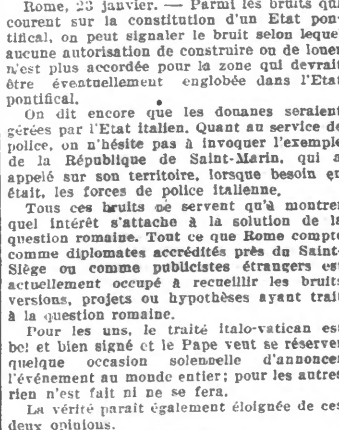 Rome, 23 janvier. — Parmi les bruits qui
courent sur la constitution d'un Etat pon-
tifical, on peut signaler le bruit selon leque
aucune autorisation de construire ou de louer
n'est plus accordée pour la zone qui devrai
être éventuellement englobée dans l'Etat
pontifical.
On dit encore que les douanes seraient
gérées par l'Etat italien. Quant au service de
police, on n'hésite pas à invoquer l'exemple
de la République de Saint-Marin, qui a
appelé sur son territoire, lorsque besoin en
était, les forces de police italienne.
Tous ces bruits ne servent qu'à montrer
quel intérêt s'attache à la solution de la
question romaine. Tout ce que Rome compte
comme diplomates accrédités près du Saint-
Siège ou comme publicistes étrangers est
actuellement occupé à recueillir les bruits
versions, projets ou hypothèses ayant trait
à la question romaine.
Pour les uns, le traité italo-vatican est
bel et bien signé et le Pape veut se réserver
quelque occasion solennelle d'annoncer
l'événement au monde entier; pour les autres
rien n'est fait ni ne se fera.
La vérité paraît également éloignée de ces
deux opinions.